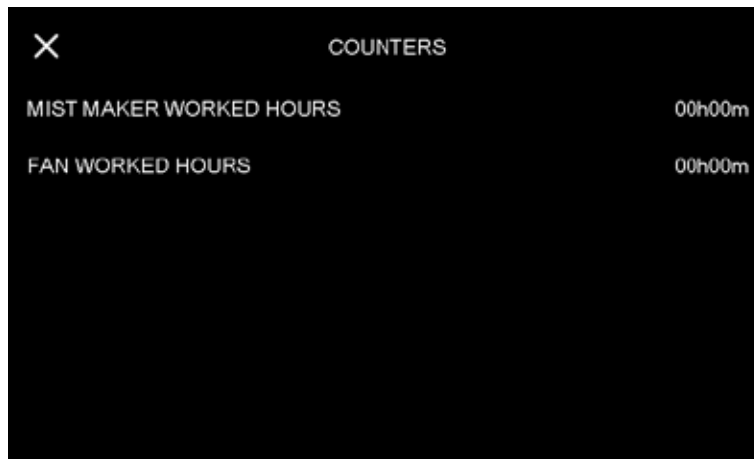 COUNTERS
MIST MAKER WORKED HOURS 00h00m
FAN WORKED HOURS 00h00m